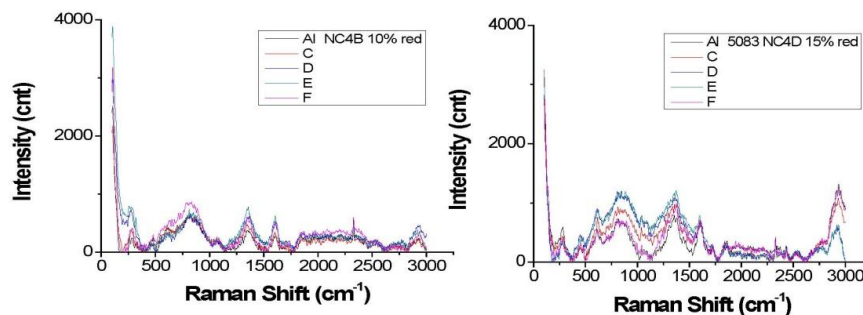 4000
2000
0
Intensity (cnt)
Al NC4B 10% red
C
D
E
F
0 500 1000 1500 2000 2500 3000
Raman Shift (cm-1)
4000
2000
0
Intensity (cnt)
Al 5083 NC4D 15% red
C
D
E
F
0 500 1000 1500 2000 2500 3000
Raman Shift (cm-1)